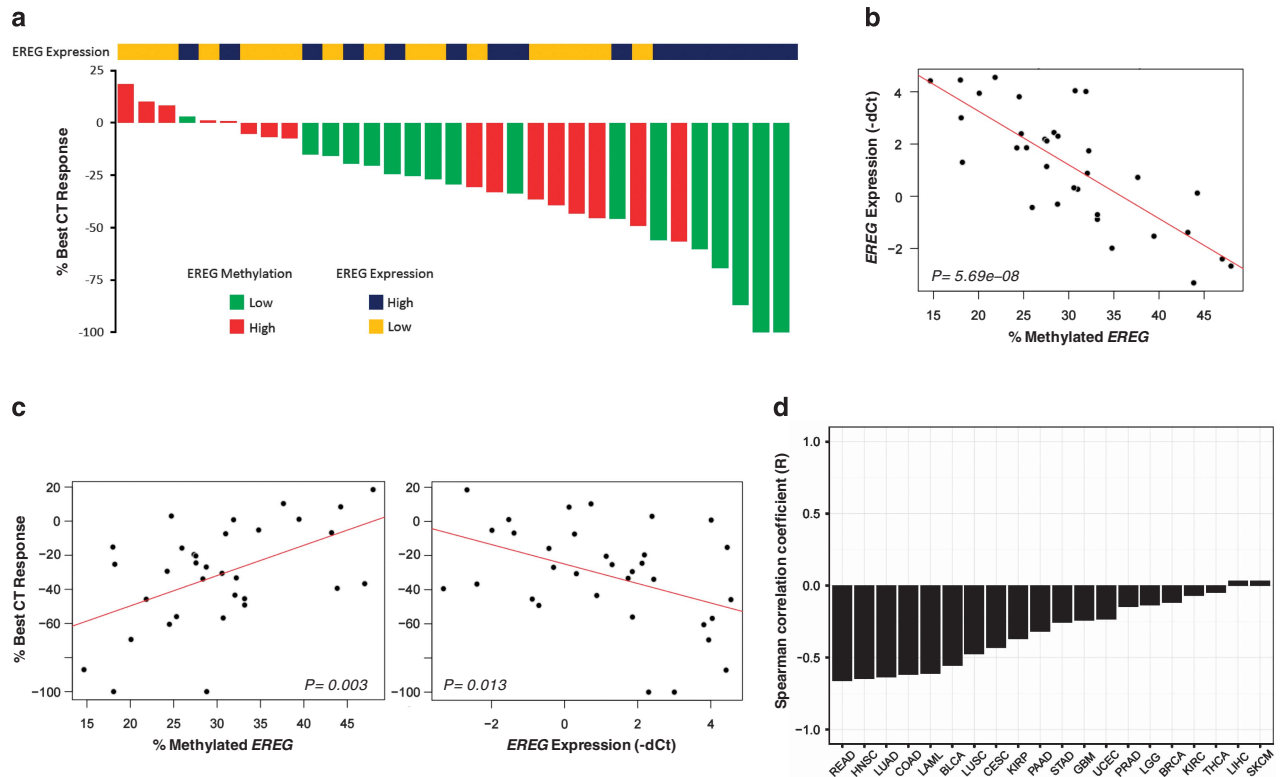 a
EREG Expression
25
0
-25
-50
-75
-100
% Best CT Response
EREG Methylation
Low
High
EREG Expression
High
Low
b
4
2
0
−2
EREG Expression (-dCt)
P= 5.69e−08
15 20 25 30 35 40 45
% Methylated EREG
c
20
0
−20
−40
−60
−100
% Best CT Response
P= 0.003
15 20 25 30 35 40 45
% Methylated EREG
20
0
−20
−40
−60
−100
P= 0.013
−2 0 2 4
EREG Expression (-dCt)
d
1.0
0.5
0.0
−0.5
−1.0
Spearman correlation coefficient (R)
READ HNSC LUAD COAD LAML BLCA LUSC CESC KIRP PAAD STAD GBM UCEC PRAD LGG BRCA KIRC THCA LIHC SKCM